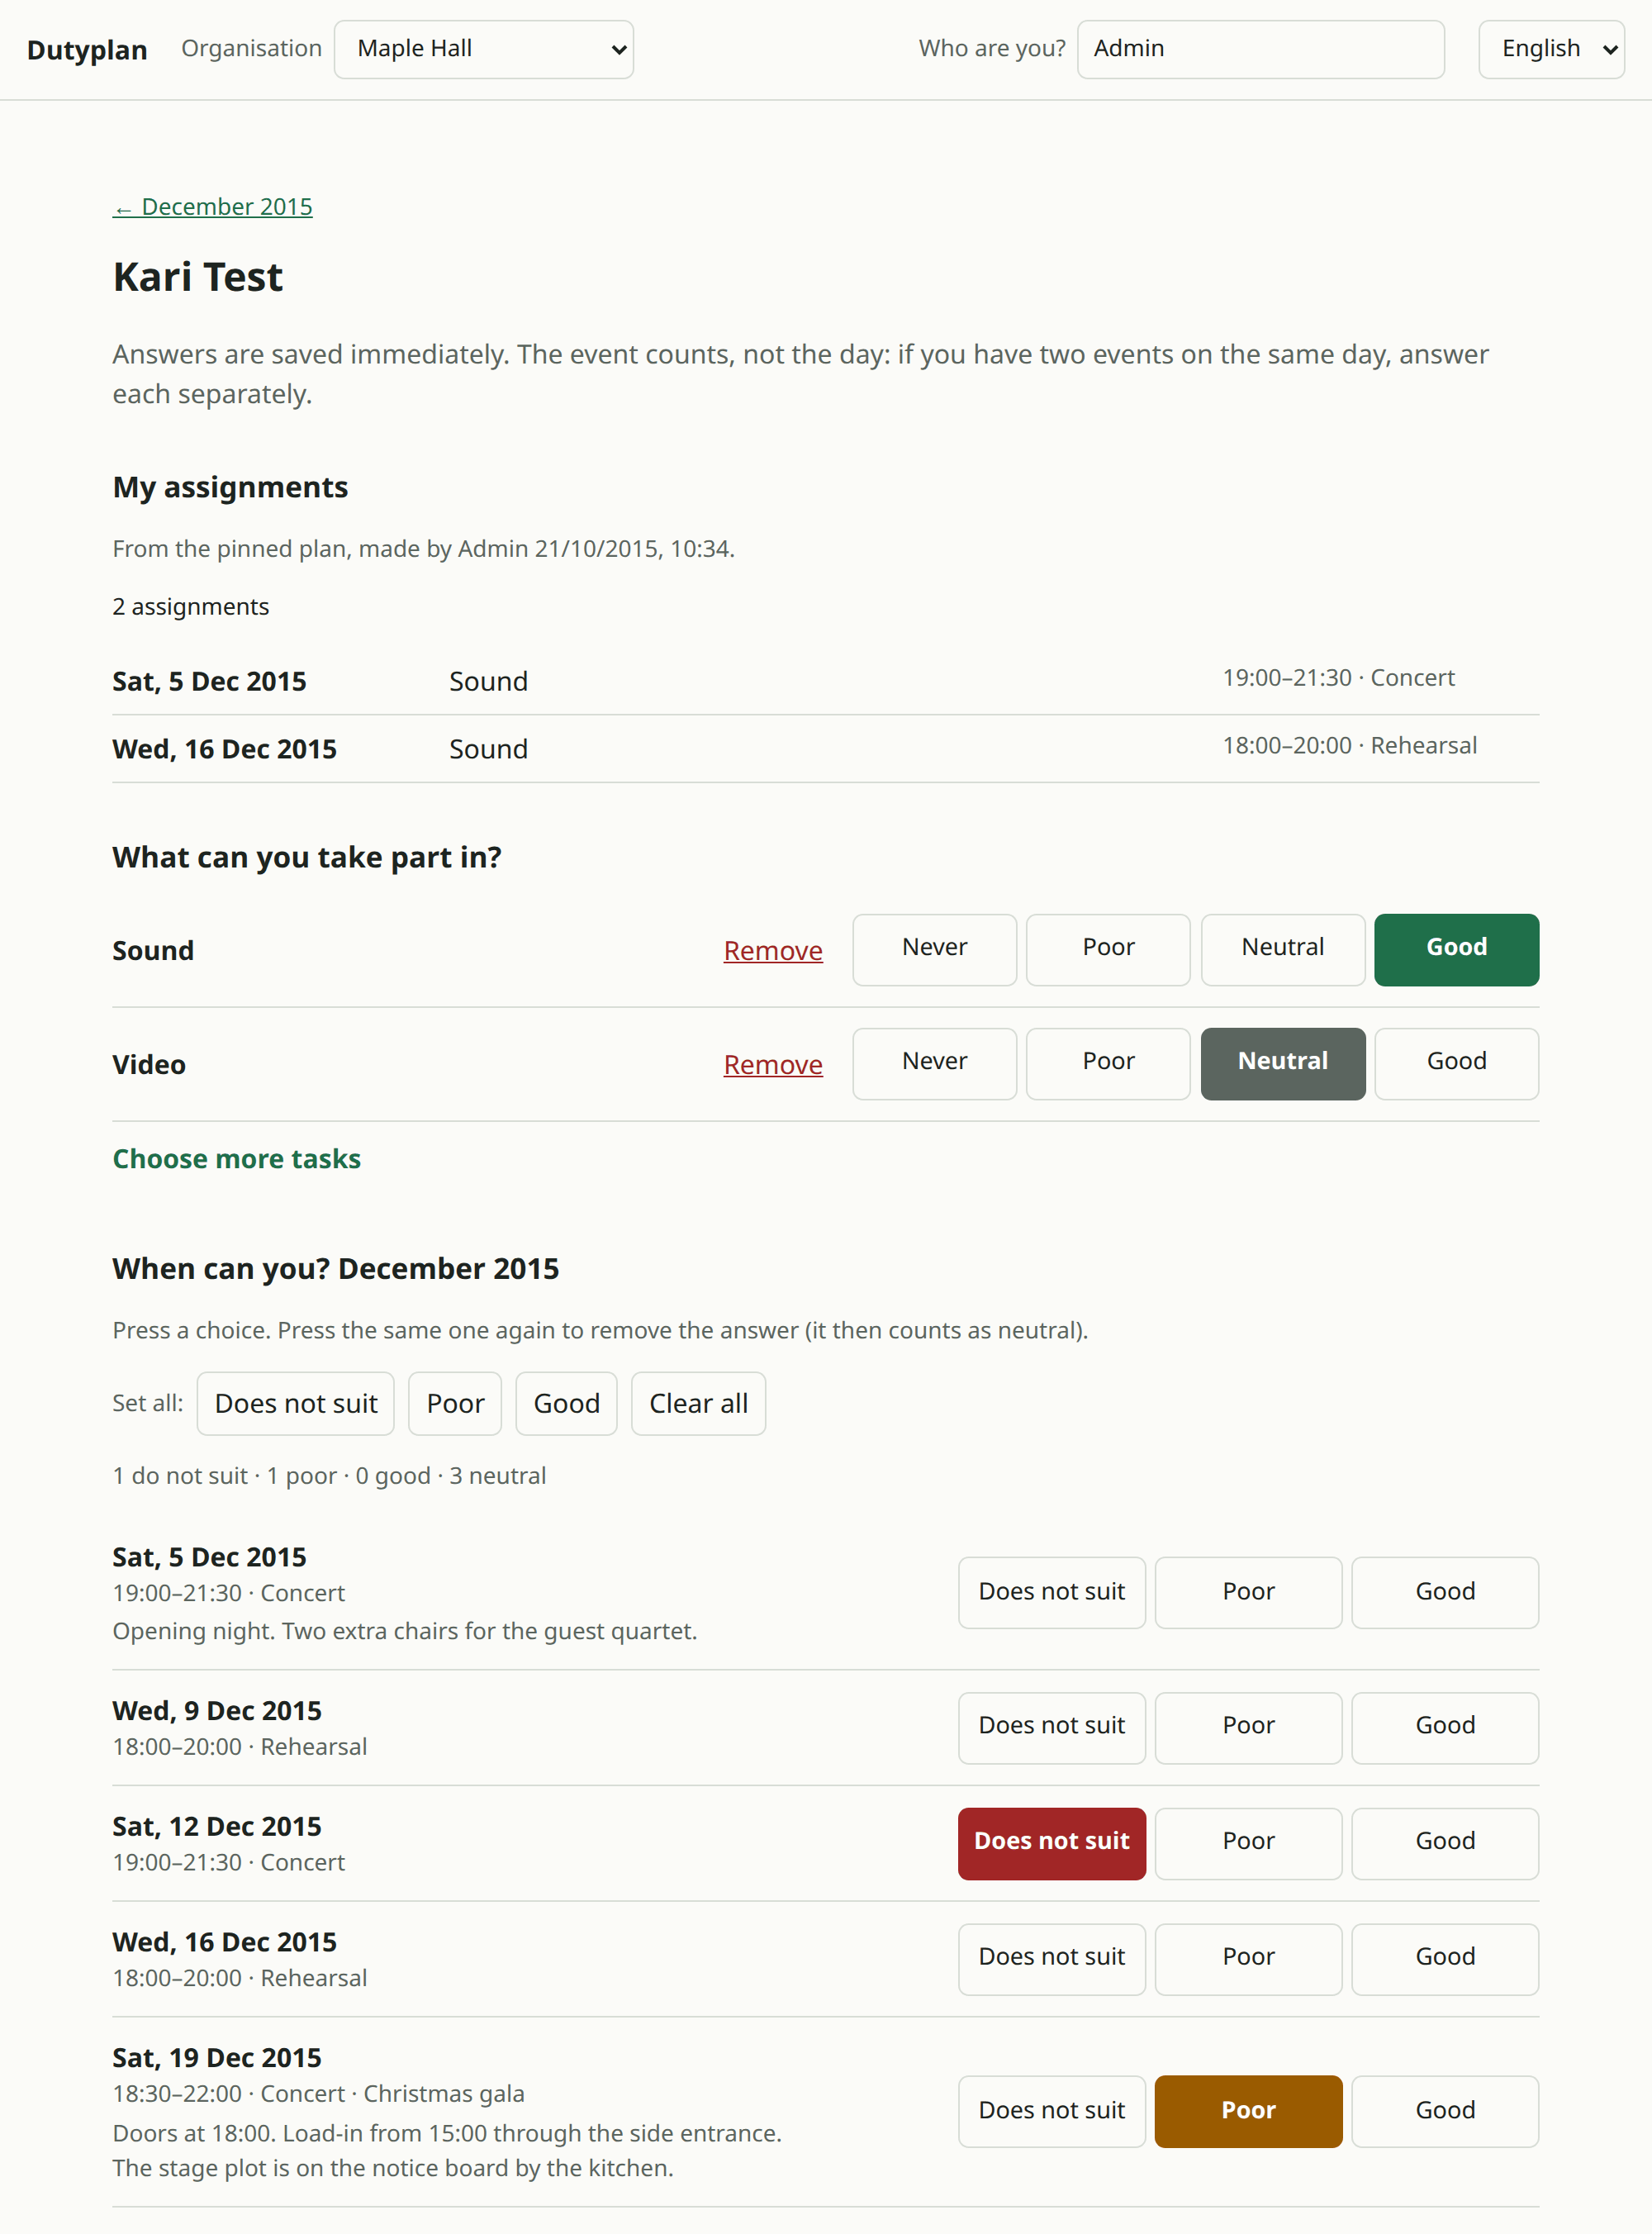 Dutyplan Organisation Maple Hall Who are you? Admin English
← December 2015
Kari Test
Answers are saved immediately. The event counts, not the day: if you have two events on the same day, answer
each separately.
My assignments
From the pinned plan, made by Admin 21/10/2015, 10:34.
2 assignments
Sat, 5 Dec 2015 Sound 19:00–21:30 · Concert
Wed, 16 Dec 2015 Sound 18:00–20:00 · Rehearsal
What can you take part in?
Sound Remove Never Poor Neutral Good
Video Remove Never Poor Neutral Good
Choose more tasks
When can you? December 2015
Press a choice. Press the same one again to remove the answer (it then counts as neutral).
Set all: Does not suit Poor Good Clear all
1 do not suit · 1 poor · 0 good · 3 neutral
Sat, 5 Dec 2015
19:00–21:30 · Concert
Opening night. Two extra chairs for the guest quartet.
Does not suit Poor Good
Wed, 9 Dec 2015
18:00–20:00 · Rehearsal
Does not suit Poor Good
Sat, 12 Dec 2015
19:00–21:30 · Concert
Does not suit Poor Good
Wed, 16 Dec 2015
18:00–20:00 · Rehearsal
Does not suit Poor Good
Sat, 19 Dec 2015
18:30–22:00 · Concert · Christmas gala
Doors at 18:00. Load-in from 15:00 through the side entrance.
The stage plot is on the notice board by the kitchen.
Does not suit Poor Good